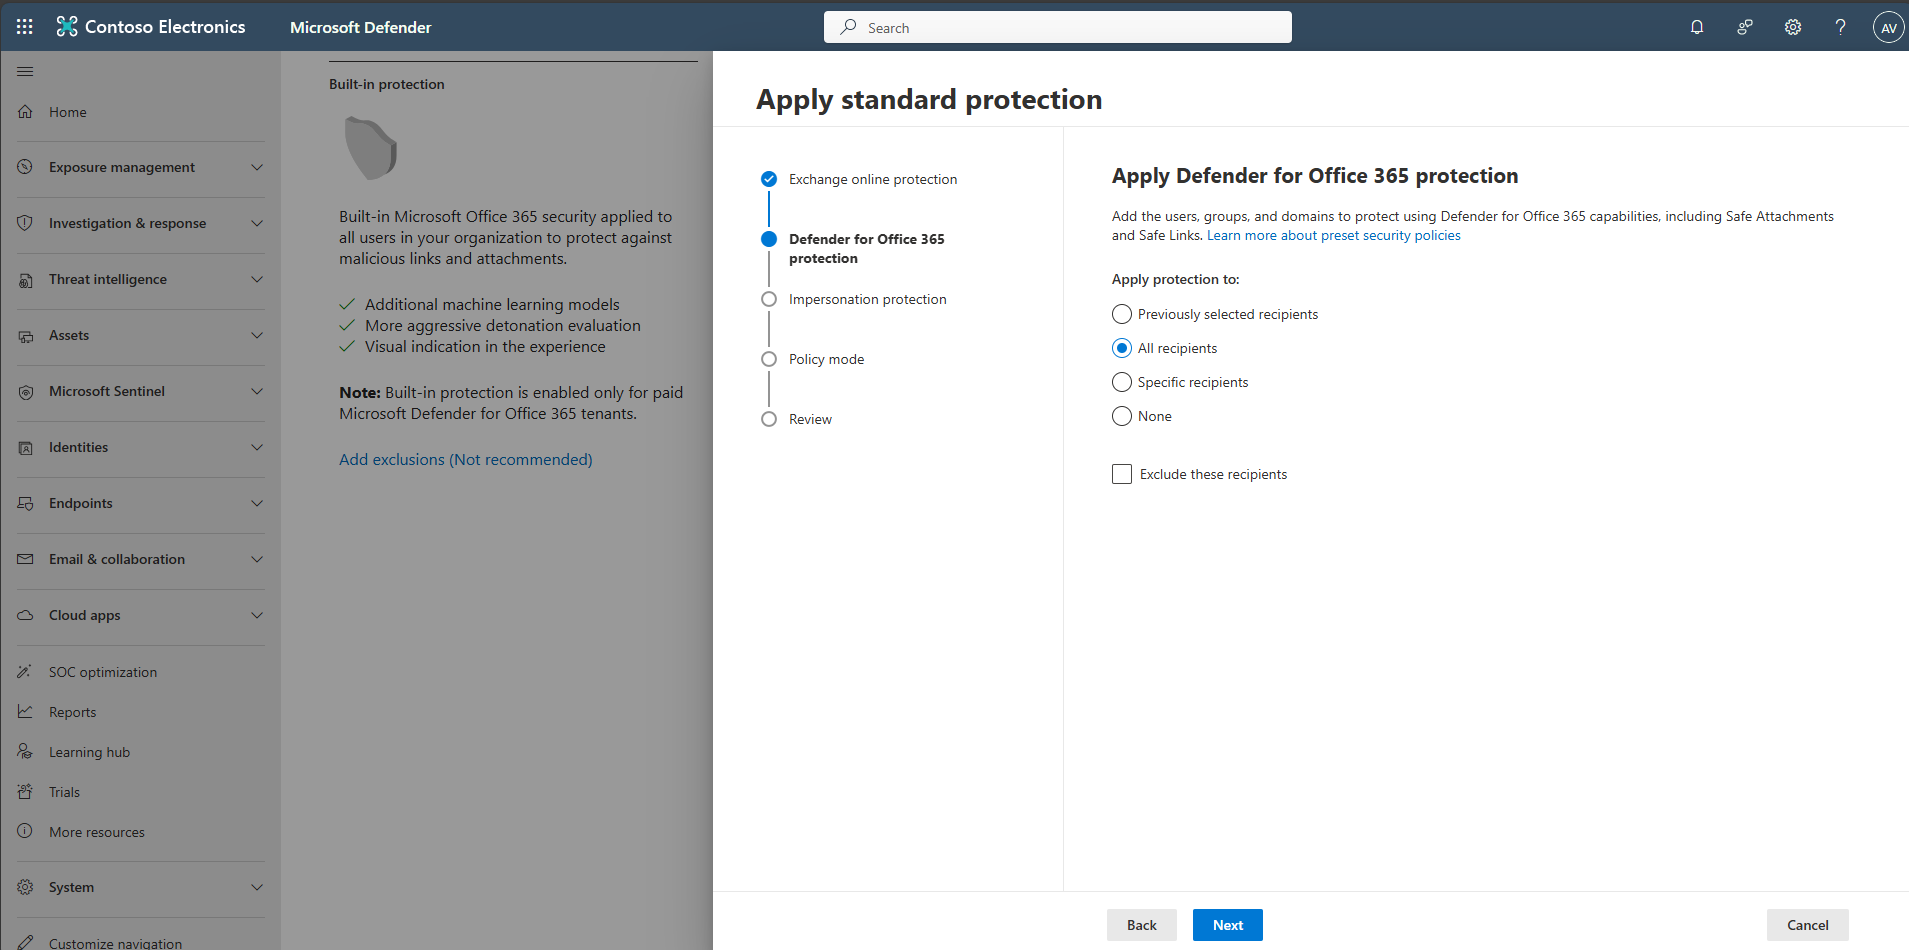 Contoso Electronics
Microsoft Defender
Search
AV
Home
Exposure management
Investigation & response
Threat intelligence
Assets
Microsoft Sentinel
Identities
Endpoints
Email & collaboration
Cloud apps
SOC optimization
Reports
Learning hub
Trials
More resources
System
Customize navigation
Built-in protection
Built-in Microsoft Office 365 security applied to
all users in your organization to protect against
malicious links and attachments.
Additional machine learning models
More aggressive detonation evaluation
Visual indication in the experience
Note: Built-in protection is enabled only for paid
Microsoft Defender for Office 365 tenants.
Add exclusions (Not recommended)
Apply standard protection
Exchange online protection
Defender for Office 365
protection
Impersonation protection
Policy mode
Review
Apply Defender for Office 365 protection
Add the users, groups, and domains to protect using Defender for Office 365 capabilities, including Safe Attachments
and Safe Links. Learn more about preset security policies
Apply protection to:
Previously selected recipients
All recipients
Specific recipients
None
Exclude these recipients
Back
Next
Cancel